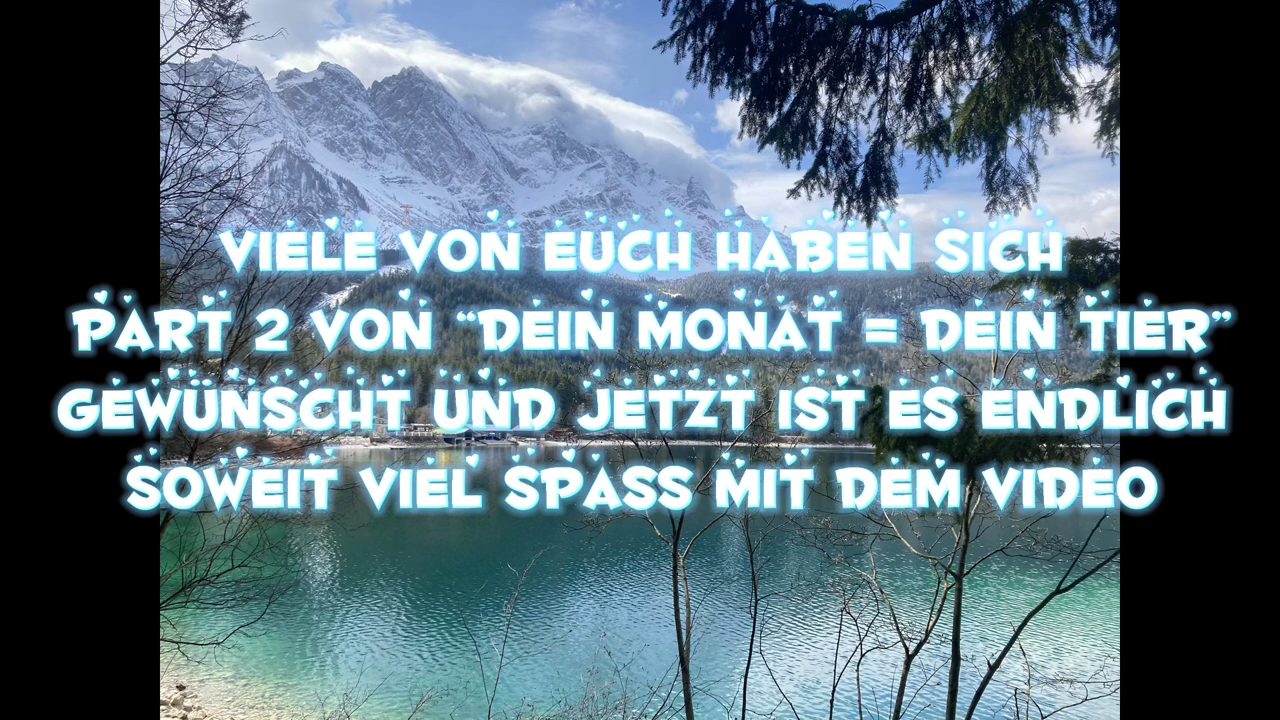 VIELE VON EUCH HABEN SICH
PART 2 VON "DEIN MONAT = DEIN TIER"
GEWÜNSCHT UND JETZT IST ES ENDLICH
SOWEIT VIEL SPASS MIT DEM VIDEO